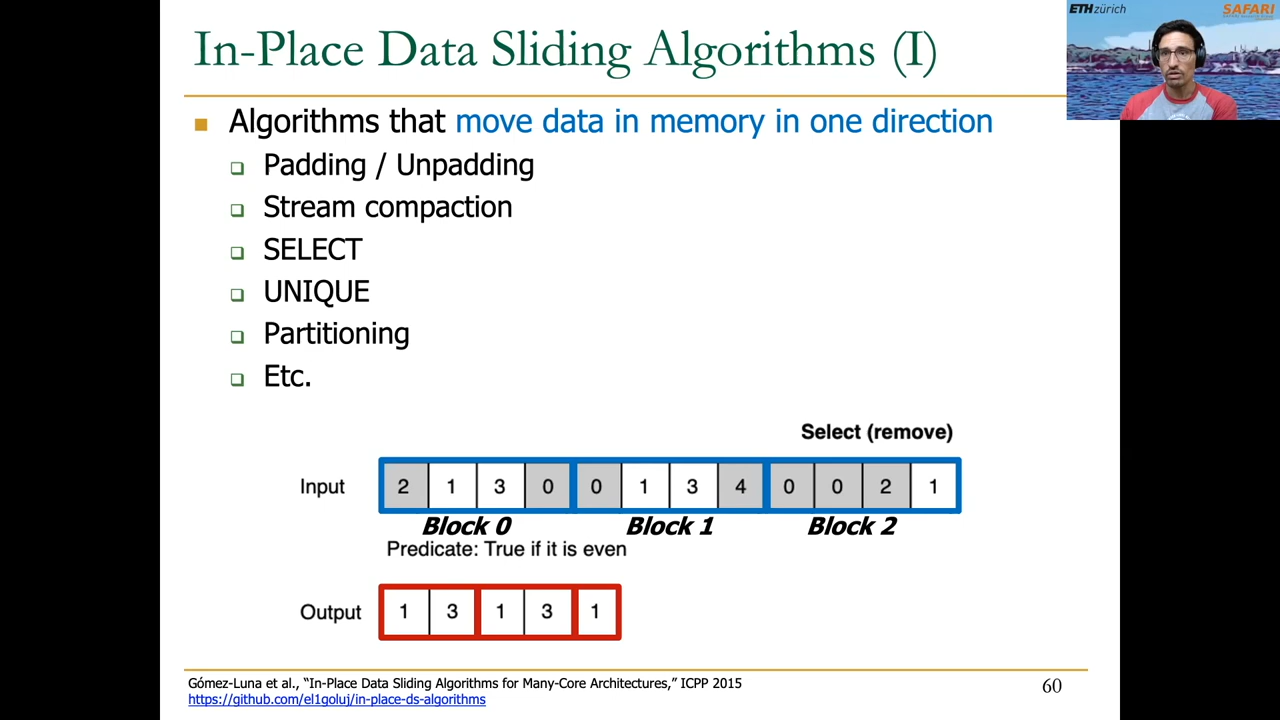 ETH zürich
SAFARI
In-Place Data Sliding Algorithms (I)
Algorithms that move data in memory in one direction
Padding / Unpadding
Stream compaction
SELECT
UNIQUE
Partitioning
Etc.
Select (remove)
Input 2 1 3 0 0 1 3 4 0 0 2 1
Block 0 Block 1 Block 2
Predicate: True if it is even
Output 1 3 1 3 1
Gómez-Luna et al., “In-Place Data Sliding Algorithms for Many-Core Architectures,” ICPP 2015
https://github.com/el1goluj/in-place-ds-algorithms
60